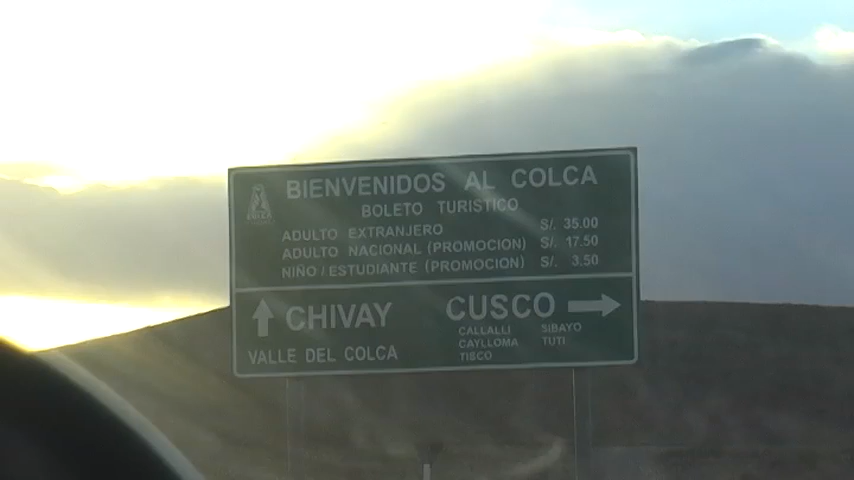 BIENVENIDOS AL COLCA
BOLETO TURISTICO
ADULTO EXTRANJERO S/. 35.00
ADULTO NACIONAL (PROMOCION) S/. 17.50
NIÑO / ESTUDIANTE (PROMOCION) S/. 3.50
CHIVAY
VALLE DEL COLCA
CUSCO
CALLALLI SIBAYO
CAYLLOMA TUTI
TISCO